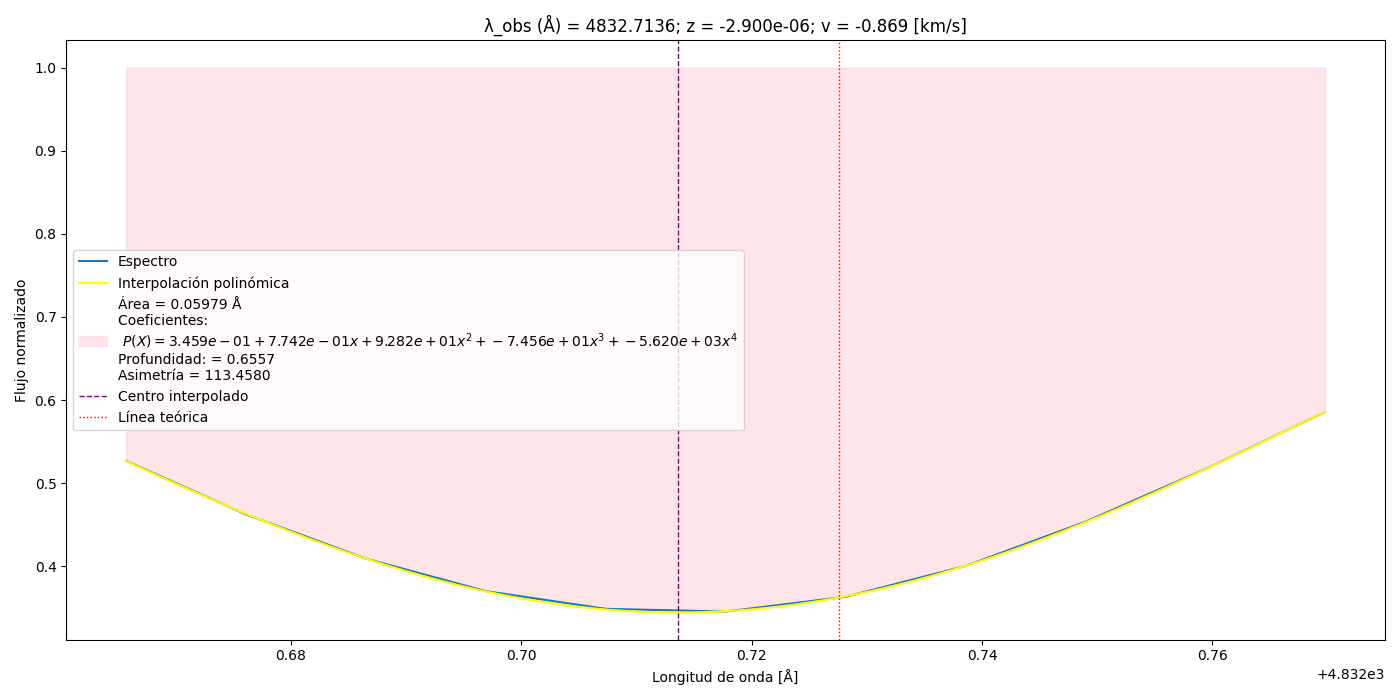 λ_obs (Å) = 4832.7136; z = -2.900e-06; v = -0.869 [km/s]
Flujo normalizado
1.0
0.9
0.8
0.7
0.6
0.5
0.4
Espectro
Interpolación polinómica
Área = 0.05979 Å
Coeficientes:
P(X) = 3.459e − 01 + 7.742e − 01x + 9.282e + 01x² + −7.456e + 01x³ + −5.620e + 03x⁴
Profundidad: = 0.6557
Asimetría = 113.4580
Centro interpolado
Línea teórica
0.68 0.70 0.72 0.74 0.76
+4.832e3
Longitud de onda [Å]